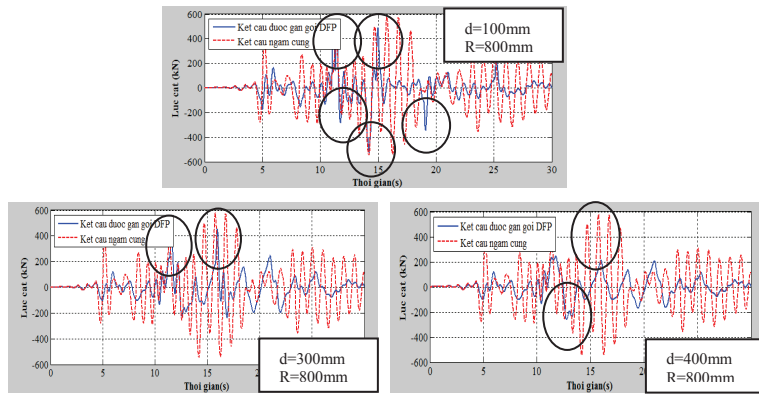 600
400
200
0
-200
-400
-600
Luc cat (kN)
Ket cau duoc gan goi DFP
Ket cau ngam cung
d=100mm
R=800mm
0 5 10 15 20 25 30
Thoi gian(s)
600
400
200
0
-200
-400
-600
Luc cat (kN)
Ket cau duoc gan goi DFP
Ket cau ngam cung
0 5 10 15 20
Thoi gian(s)
d=300mm
R=800mm
600
400
200
0
-200
-400
-600
Luc cat (kN)
Ket cau duoc gan goi DFP
Ket cau ngam cung
0 5 10 15 20
Thoi gian(s)
d=400mm
R=800mm